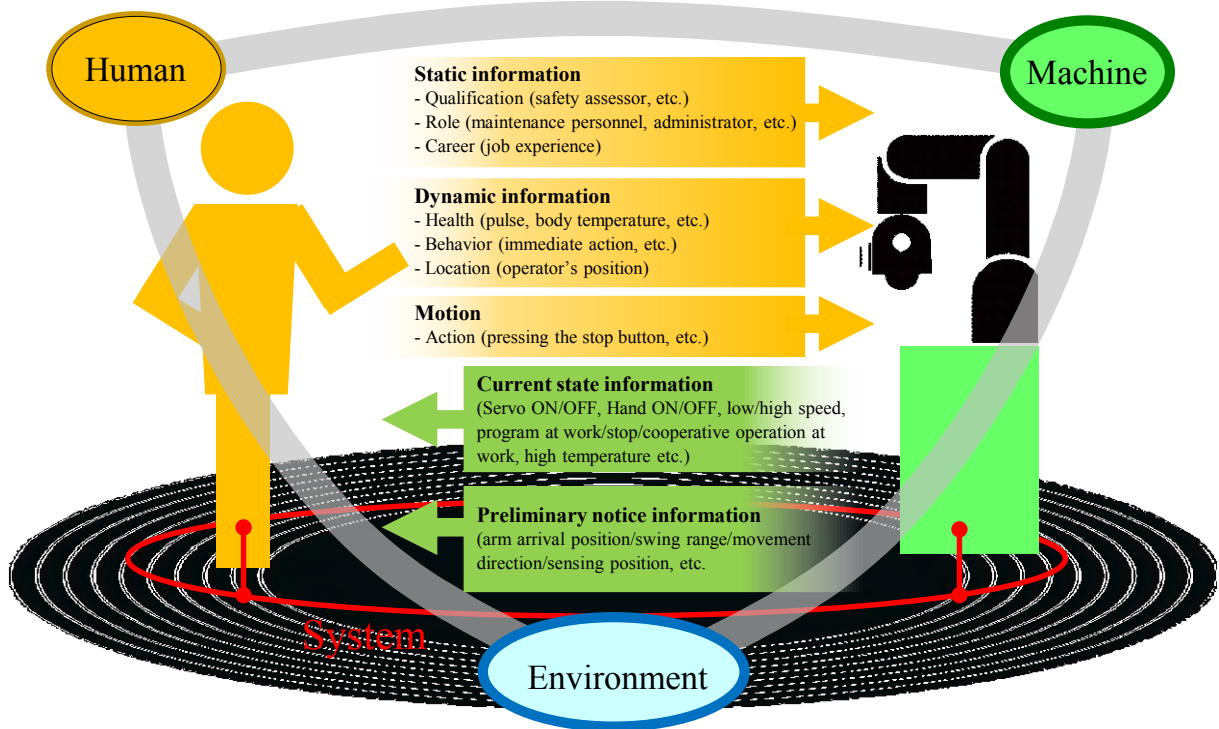 Human
Machine
Static information
- Qualification (safety assessor, etc.)
- Role (maintenance personnel, administrator, etc.)
- Career (job experience)
Dynamic information
- Health (pulse, body temperature, etc.)
- Behavior (immediate action, etc.)
- Location (operator’s position)
Motion
- Action (pressing the stop button, etc.)
Current state information
(Servo ON/OFF, Hand ON/OFF, low/high speed,
program at work/stop/cooperative operation at
work, high temperature etc.)
Preliminary notice information
(arm arrival position/swing range/movement
direction/sensing position, etc.
System
Environment